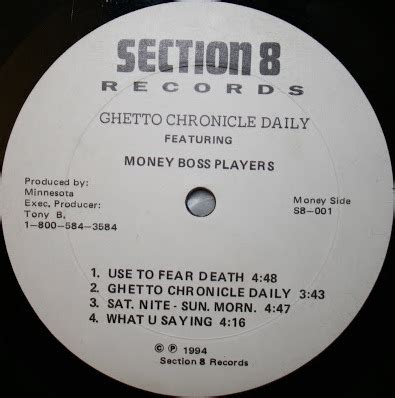 SECTION 8
RECORDS
GHETTO CHRONICLE DAILY
FEATURING
MONEY BOSS PLAYERS
Produced by:
Minnesota
Exec. Producer:
Tony B.
1-800-584-3584
Money Side
S8-001
1. USE TO FEAR DEATH 4:48
2. GHETTO CHRONICLE DAILY 3:43
3. SAT. NITE - SUN. MORN. 4:47
4. WHAT U SAYING 4:16
© ℗ 1994
Section 8 Records